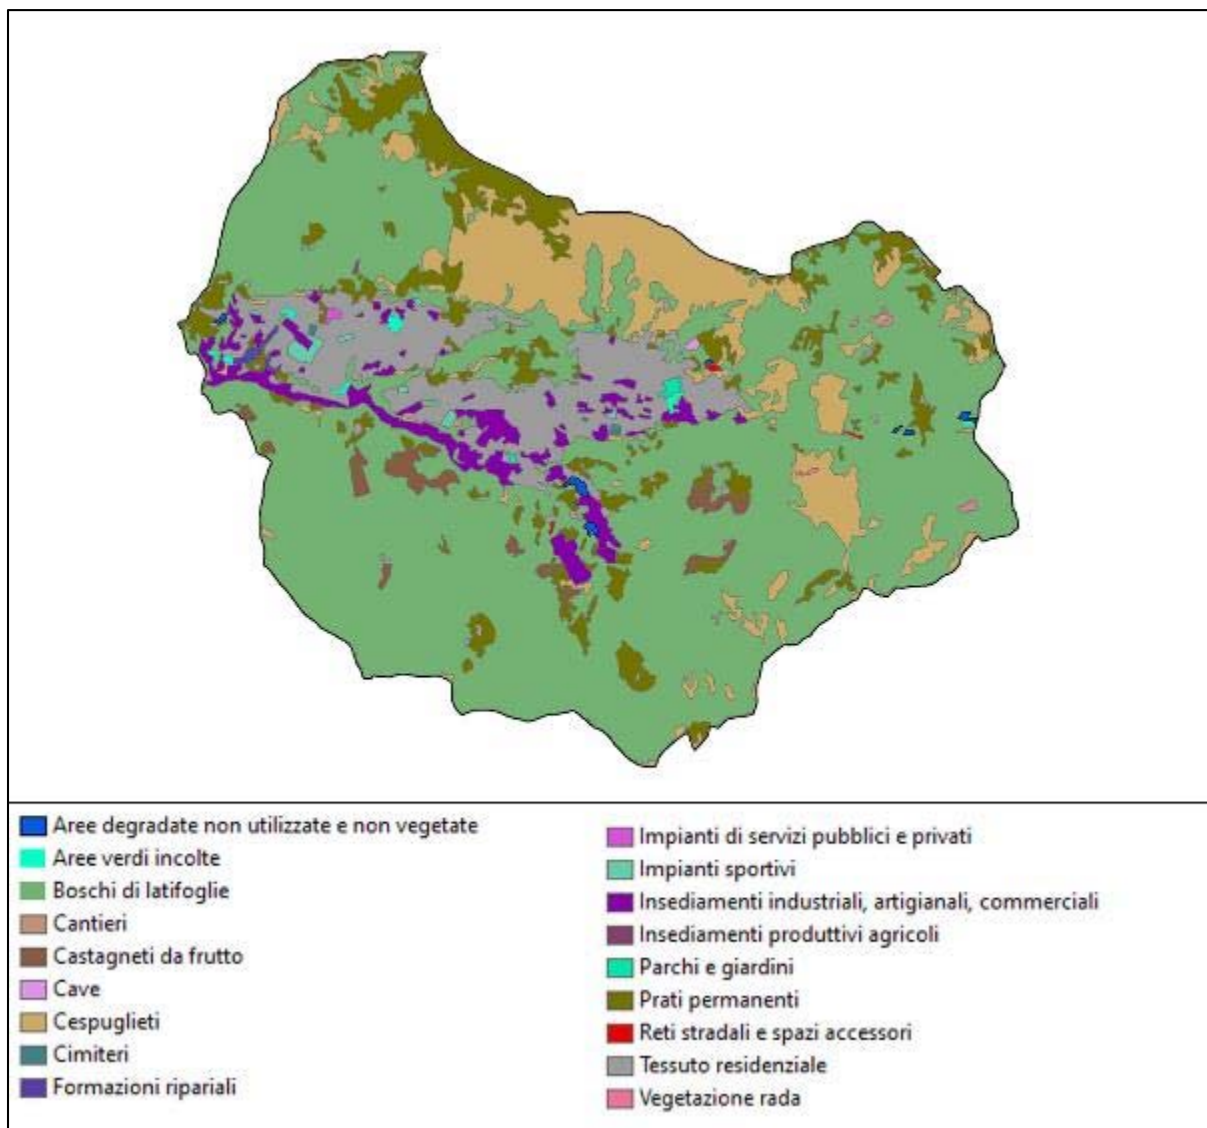 Aree degradate non utilizzate e non vegetate
Aree verdi incolte
Boschi di latifoglie
Cantieri
Castagneti da frutto
Cave
Cespuglieti
Cimiteri
Formazioni ripariali
Impianti di servizi pubblici e privati
Impianti sportivi
Insediamenti industriali, artigianali, commerciali
Insediamenti produttivi agricoli
Parchi e giardini
Prati permanenti
Reti stradali e spazi accessori
Tessuto residenziale
Vegetazione rada